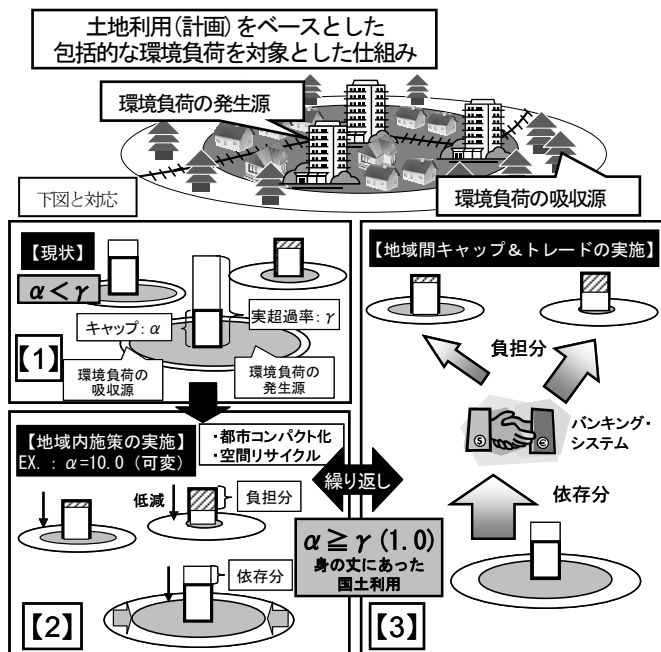 土地利用(計画)をベースとした
包括的な環境負荷を対象とした仕組み
環境負荷の発生源
環境負荷の吸収源
下図と対応
【現状】
α<γ
キャップ：α
実超過率：γ
環境負荷の
吸収源
環境負荷の
発生源
【1】
【地域内施策の実施】
EX.：α=10.0（可変）
・都市コンパクト化
・空間リサイクル
低減
負担分
依存分
【2】
繰り返し
α≧γ(1.0)
身の丈にあった
国土利用
【地域間キャップ＆トレードの実施】
負担分
$
€
バンキング・
システム
依存分
【3】